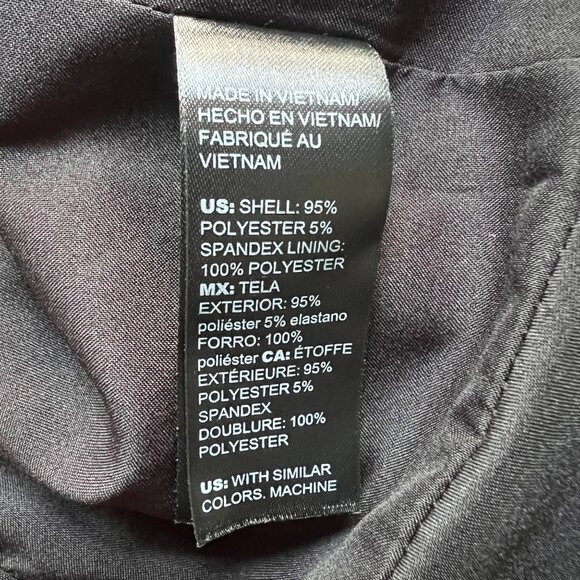 MADE IN VIETNAM/
HECHO EN VIETNAM/
FABRIQUÉ AU
VIETNAM
US: SHELL: 95%
POLYESTER 5%
SPANDEX LINING:
100% POLYESTER
MX: TELA
EXTERIOR: 95%
poliéster 5% elastano
FORRO: 100%
poliéster CA: ÉTOFFE
EXTÉRIEURE: 95%
POLYESTER 5%
SPANDEX
DOUBLURE: 100%
POLYESTER
US: WITH SIMILAR
COLORS. MACHINE